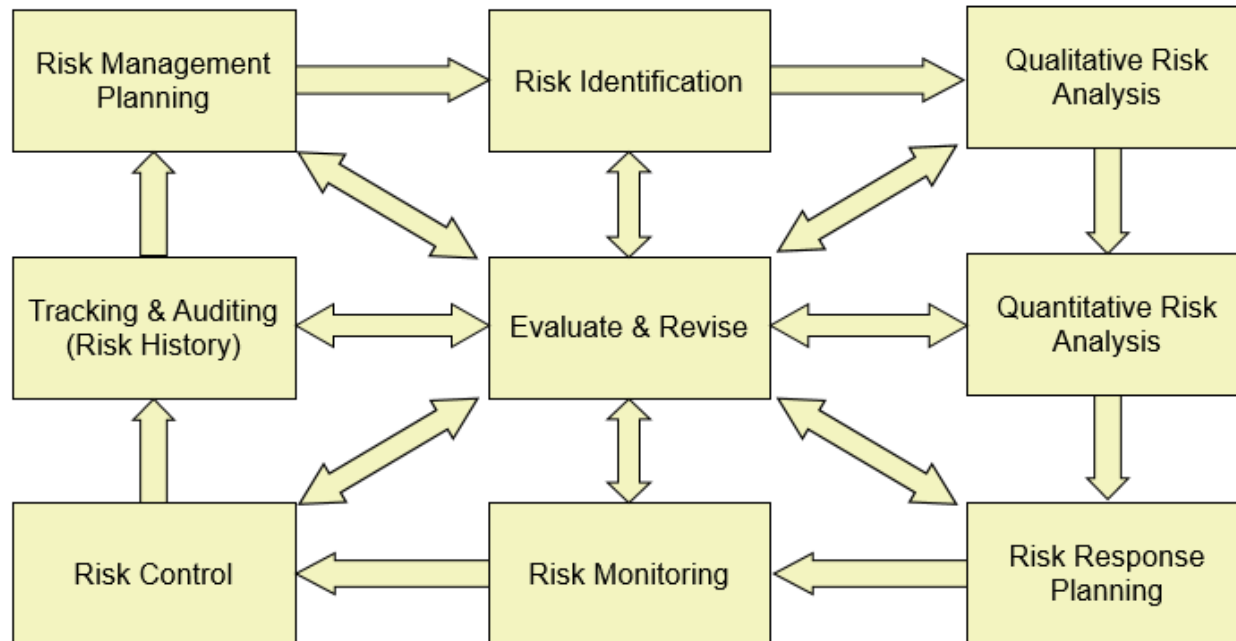 Risk Management
Planning
Risk Identification
Qualitative Risk
Analysis
Tracking & Auditing
(Risk History)
Evaluate & Revise
Quantitative Risk
Analysis
Risk Control
Risk Monitoring
Risk Response
Planning